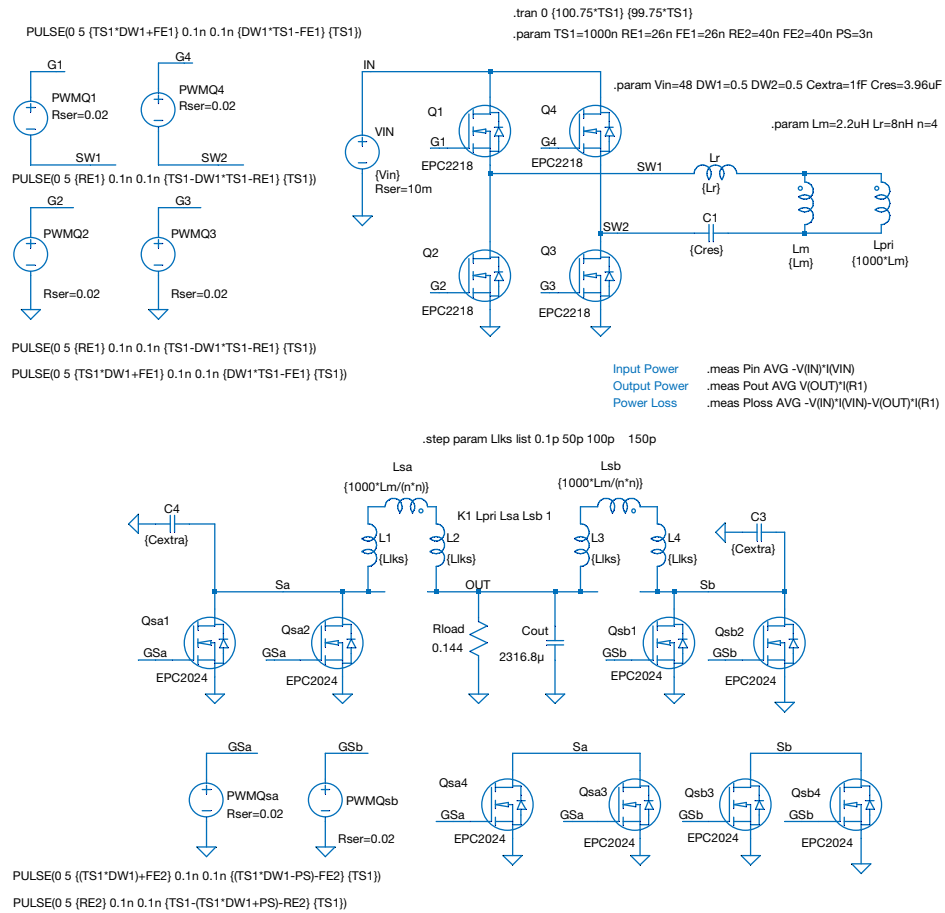 .tran 0 {100.75*TS1} {99.75*TS1}
PULSE(0 5 {TS1*DW1+FE1} 0.1n 0.1n {DW1*TS1-FE1} {TS1})
.param TS1=1000n RE1=26n FE1=26n RE2=40n FE2=40n PS=3n
G1
G4
IN
PWMQ1
Rser=0.02
PWMQ4
Rser=0.02
.param Vin=48 DW1=0.5 DW2=0.5 Cextra=1fF Cres=3.96uF
Q1
Q4
.param Lm=2.2uH Lr=8nH n=4
VIN
{Vin}
Rser=10m
G1
G4
EPC2218
EPC2218
SW1
SW2
SW1
Lr
{Lr}
PULSE(0 5 {RE1} 0.1n 0.1n {TS1-DW1*TS1-RE1} {TS1})
G2
G3
PWMQ2
PWMQ3
Rser=0.02
Rser=0.02
SW2
C1
{Cres}
Lm
{Lm}
Lpri
{1000*Lm}
Q2
Q3
G2
G3
EPC2218
EPC2218
PULSE(0 5 {RE1} 0.1n 0.1n {TS1-DW1*TS1-RE1} {TS1})
PULSE(0 5 {TS1*DW1+FE1} 0.1n 0.1n {DW1*TS1-FE1} {TS1})
Input Power .meas Pin AVG -V(IN)*I(VIN)
Output Power .meas Pout AVG V(OUT)*I(R1)
Power Loss .meas Ploss AVG -V(IN)*I(VIN)-V(OUT)*I(R1)
.step param Llks list 0.1p 50p 100p 150p
Lsa
{1000*Lm/(n*n)}
Lsb
{1000*Lm/(n*n)}
K1 Lpri Lsa Lsb 1
C4
{Cextra}
L1
{Llks}
L2
{Llks}
L3
{Llks}
L4
{Llks}
C3
{Cextra}
Sa
OUT
Sb
Qsa1
Qsa2
Rload
0.144
Cout
2316.8µ
Qsb1
Qsb2
GSa
GSa
GSb
GSb
EPC2024
EPC2024
EPC2024
EPC2024
GSa
GSb
Sa
Sb
PWMQsa
Rser=0.02
PWMQsb
Rser=0.02
Qsa4
Qsa3
Qsb3
Qsb4
GSa
GSa
GSb
GSb
EPC2024
EPC2024
EPC2024
EPC2024
PULSE(0 5 {(TS1*DW1)+FE2} 0.1n 0.1n {(TS1*DW1-PS)-FE2} {TS1})
PULSE(0 5 {RE2} 0.1n 0.1n {TS1-(TS1*DW1+PS)-RE2} {TS1})